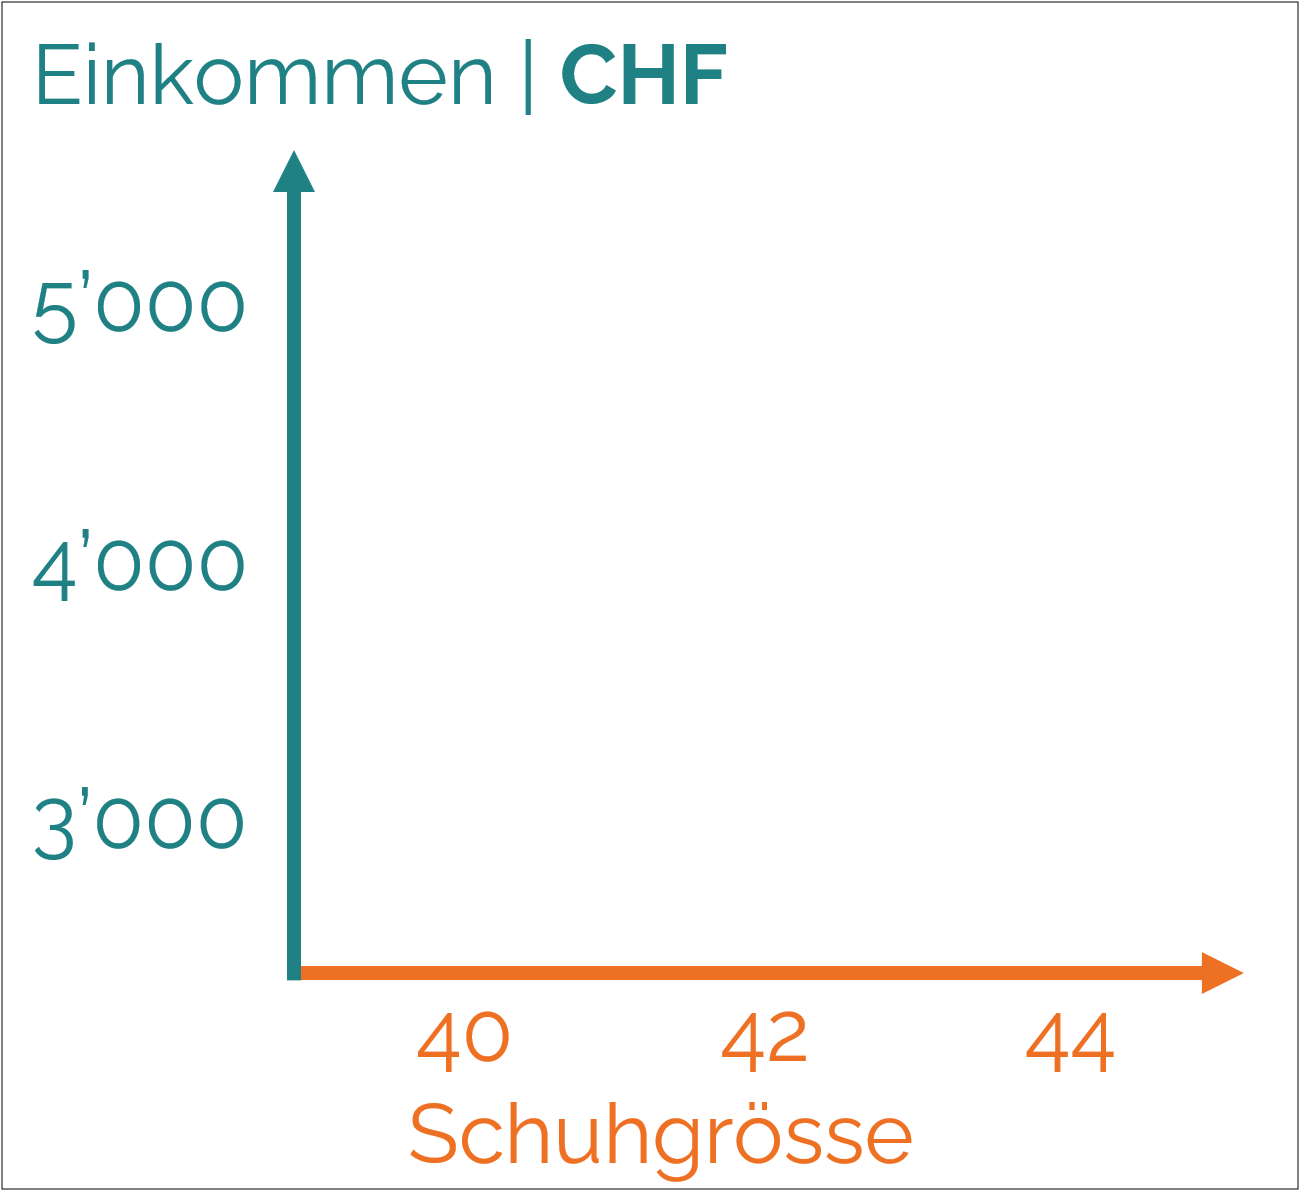 Einkommen | CHF
5’000
4’000
3’000
40 42 44
Schuhgrösse